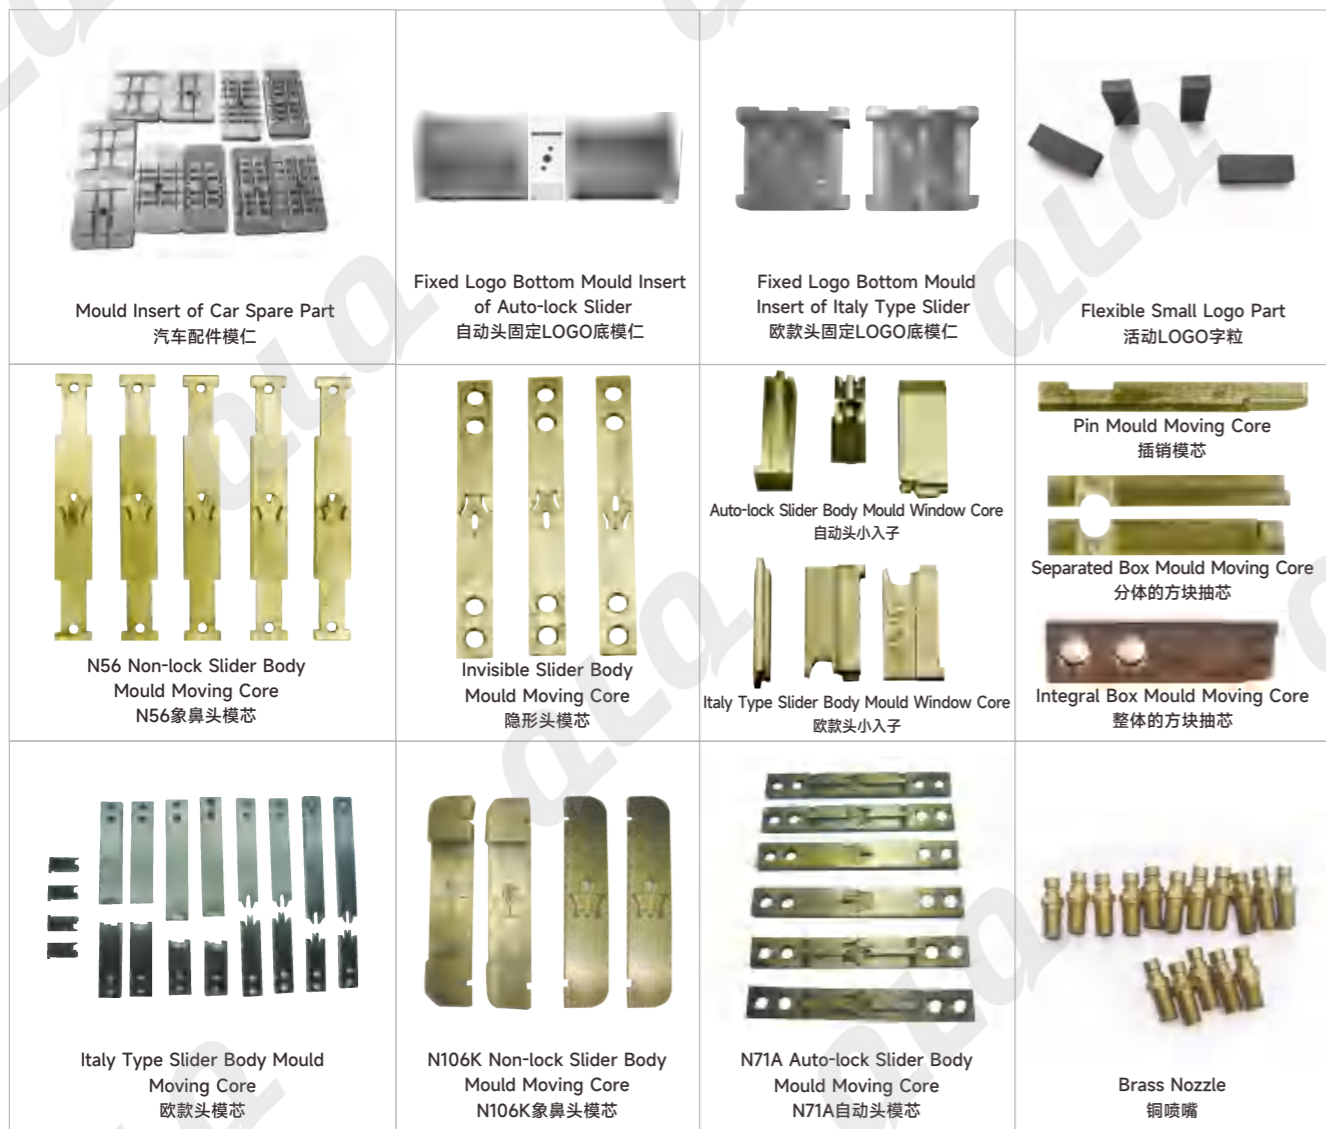 Mould Insert of Car Spare Part
汽车配件模仁
Fixed Logo Bottom Mould Insert
of Auto-lock Slider
自动头固定LOGO底模仁
Fixed Logo Bottom Mould
Insert of Italy Type Slider
欧款头固定LOGO底模仁
Flexible Small Logo Part
活动LOGO字粒
N56 Non-lock Slider Body
Mould Moving Core
N56象鼻头模芯
Invisible Slider Body
Mould Moving Core
隐形头模芯
Auto-lock Slider Body Mould Window Core
自动头小入子
Italy Type Slider Body Mould Window Core
欧款头小入子
Pin Mould Moving Core
插销模芯
Separated Box Mould Moving Core
分体的方块抽芯
Integral Box Mould Moving Core
整体的方块抽芯
Italy Type Slider Body Mould
Moving Core
欧款头模芯
N106K Non-lock Slider Body
Mould Moving Core
N106K象鼻头模芯
N71A Auto-lock Slider Body
Mould Moving Core
N71A自动头模芯
Brass Nozzle
铜喷嘴